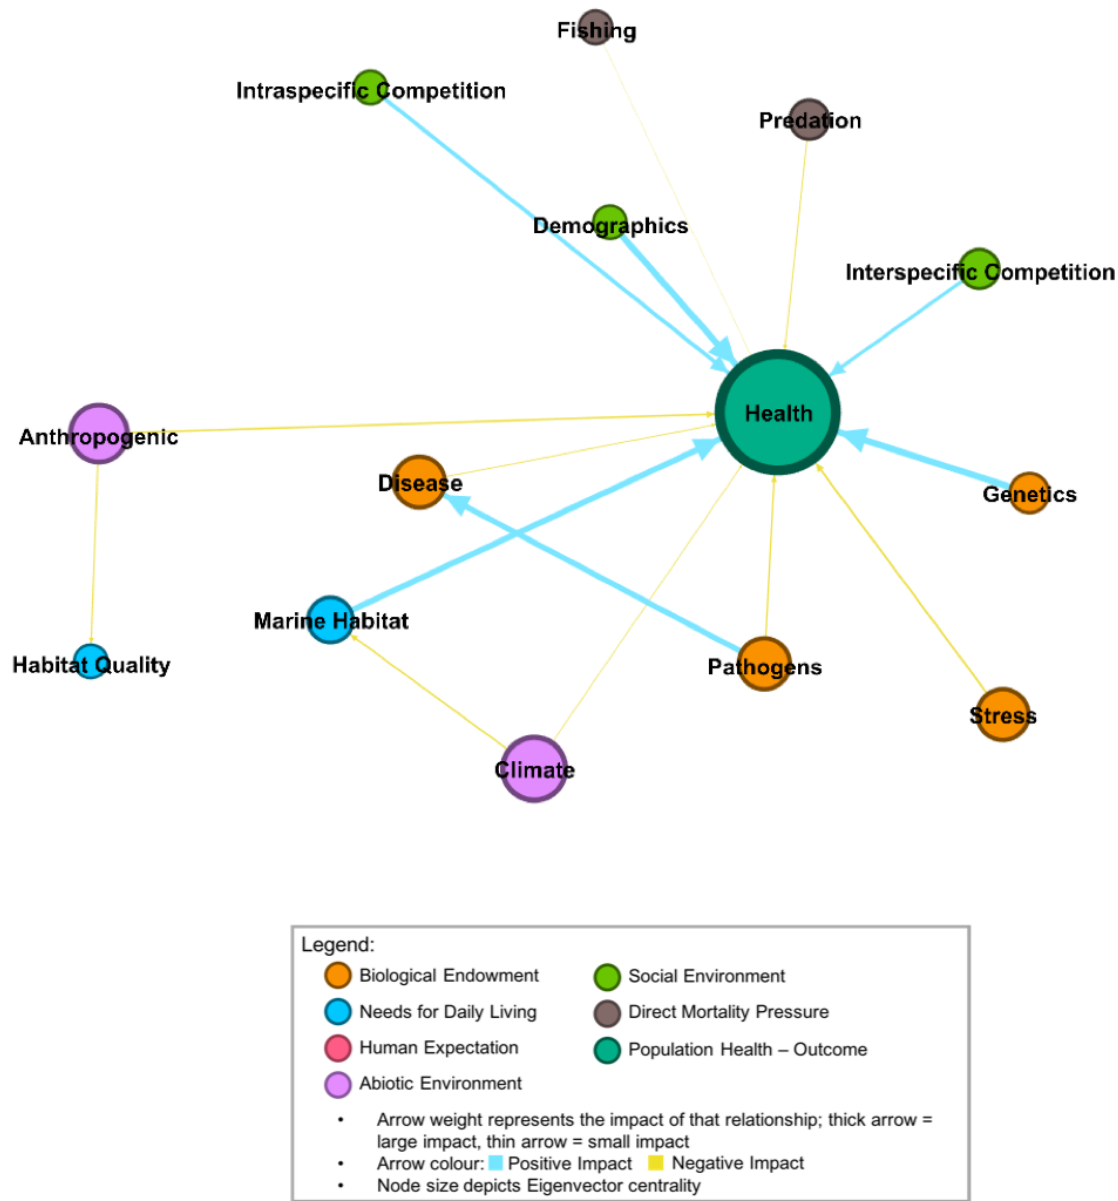 Fishing
Intraspecific Competition
Predation
Demographics
Interspecific Competition
Health
Anthropogenic
Disease
Genetics
Marine Habitat
Habitat Quality
Pathogens
Stress
Climate
Legend:
Biological Endowment
Social Environment
Needs for Daily Living
Direct Mortality Pressure
Human Expectation
Population Health – Outcome
Abiotic Environment
• Arrow weight represents the impact of that relationship; thick arrow =
large impact, thin arrow = small impact
• Arrow colour: Positive Impact Negative Impact
• Node size depicts Eigenvector centrality